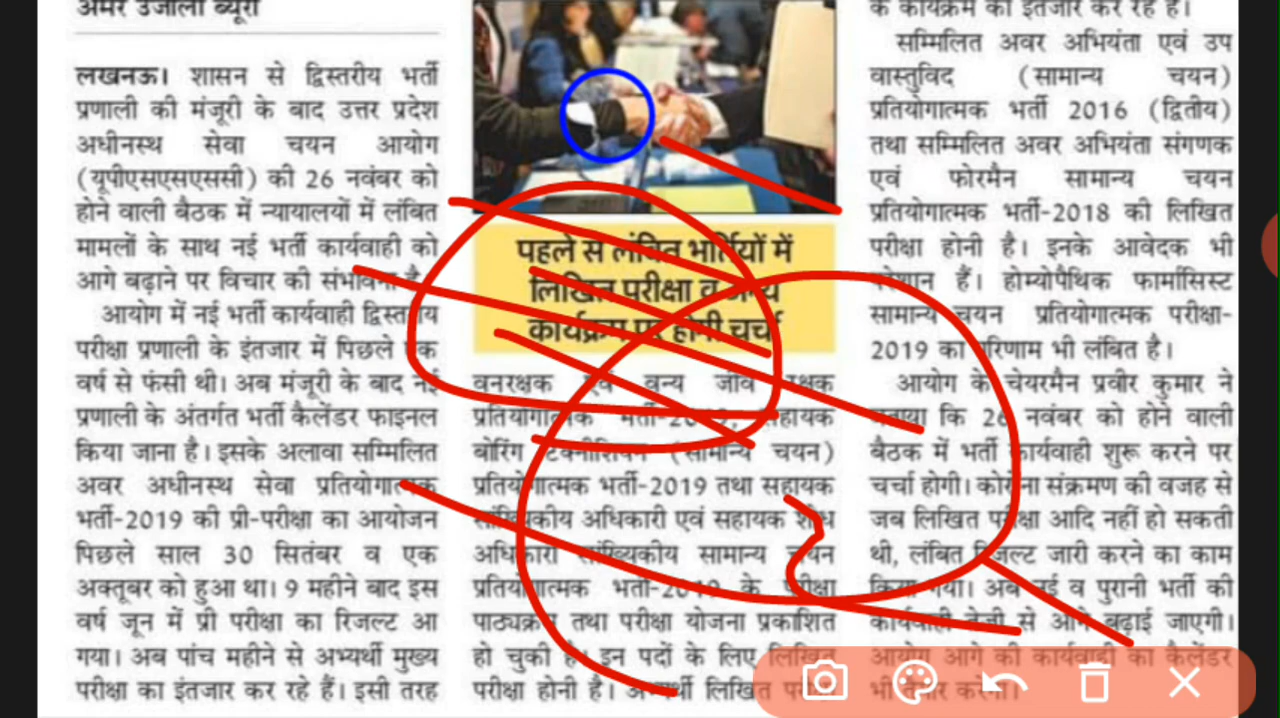 अमर उजाला ब्यूरो
लखनऊ। शासन से द्विस्तरीय भर्ती
प्रणाली की मंजूरी के बाद उत्तर प्रदेश
अधीनस्थ सेवा चयन आयोग
(यूपीएसएसएससी) की 26 नवंबर को
होने वाली बैठक में न्यायालयों में लंबित
मामलों के साथ नई भर्ती कार्यवाही को
आगे बढ़ाने पर विचार की संभावना है।
आयोग में नई भर्ती कार्यवाही द्विस्तरीय
परीक्षा प्रणाली के इंतजार में पिछले एक
वर्ष से फंसी थी। अब मंजूरी के बाद नई
प्रणाली के अंतर्गत भर्ती कैलेंडर फाइनल
किया जाना है। इसके अलावा सम्मिलित
अवर अधीनस्थ सेवा प्रतियोगात्मक
भर्ती-2019 की प्री-परीक्षा का आयोजन
पिछले साल 30 सितंबर व एक
अक्तूबर को हुआ था। 9 महीने बाद इस
वर्ष जून में प्री परीक्षा का रिजल्ट आ
गया। अब पांच महीने से अभ्यर्थी मुख्य
परीक्षा का इंतजार कर रहे हैं। इसी तरह
पहले से लंबित भर्तियों में
लिखित परीक्षा व अन्य
कार्यक्रम पर होगी चर्चा
वनरक्षक एवं वन्य जीव रक्षक
प्रतियोगात्मक भर्ती-2019, सहायक
बोरिंग टेक्नीशियन (सामान्य चयन)
प्रतियोगात्मक भर्ती-2019 तथा सहायक
सांख्यिकीय अधिकारी एवं सहायक शोध
अधिकारी सांख्यिकीय सामान्य चयन
प्रतियोगात्मक भर्ती-2019 के परीक्षा
पाठ्यक्रम तथा परीक्षा योजना प्रकाशित
हो चुकी है। इन पदों के लिए लिखित
परीक्षा होनी है। अभ्यर्थी लिखित परीक्षा
के कार्यक्रम का इंतजार कर रहे हैं।
सम्मिलित अवर अभियंता एवं उप
वास्तुविद (सामान्य चयन)
प्रतियोगात्मक भर्ती 2016 (द्वितीय)
तथा सम्मिलित अवर अभियंता संगणक
एवं फोरमैन सामान्य चयन
प्रतियोगात्मक भर्ती-2018 की लिखित
परीक्षा होनी है। इनके आवेदक भी
परेशान हैं। होम्योपैथिक फार्मासिस्ट
सामान्य चयन प्रतियोगात्मक परीक्षा-
2019 का परिणाम भी लंबित है।
आयोग के चेयरमैन प्रवीर कुमार ने
बताया कि 26 नवंबर को होने वाली
बैठक में भर्ती कार्यवाही शुरू करने पर
चर्चा होगी। कोरोना संक्रमण की वजह से
जब लिखित परीक्षा आदि नहीं हो सकती
थी, लंबित रिजल्ट जारी करने का काम
किया गया। अब नई व पुरानी भर्ती की
कार्यवाही तेजी से आगे बढ़ाई जाएगी।
आयोग आगे की कार्यवाही का कैलेंडर
भी तैयार करेगा।